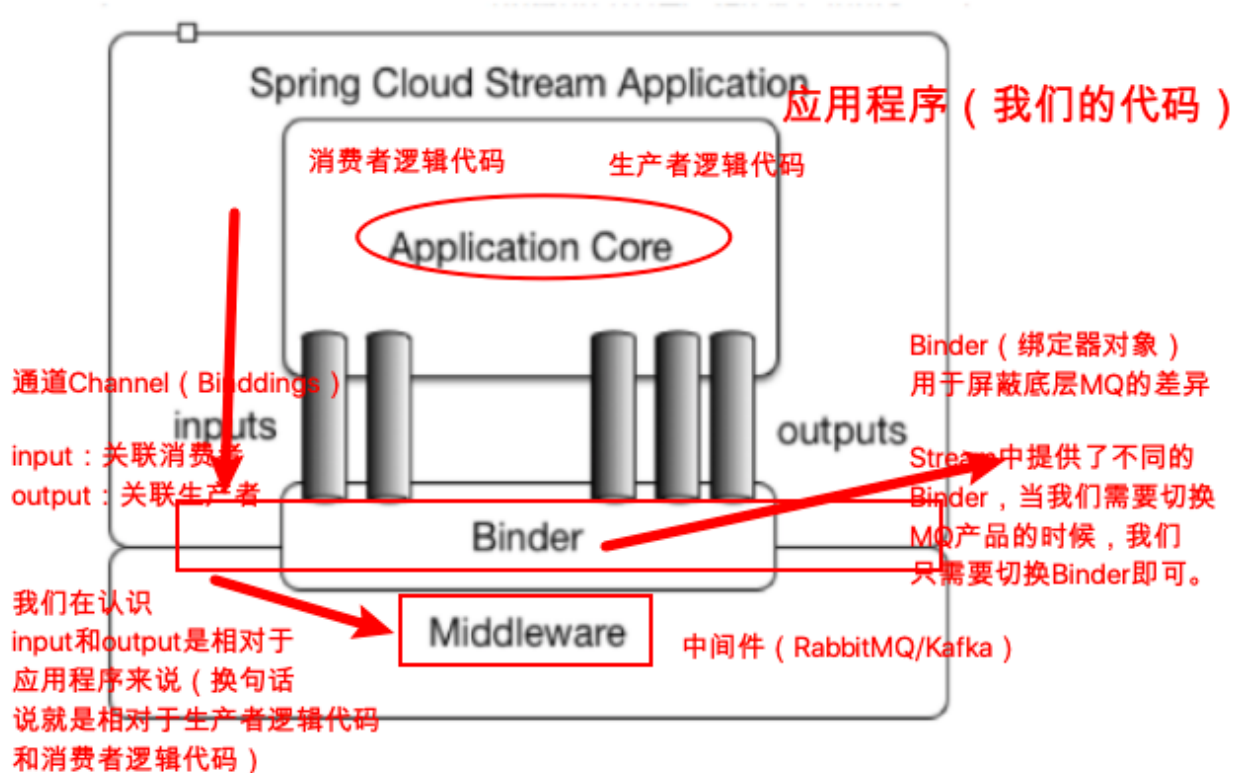 Spring Cloud Stream Application
应用程序（我们的代码）
消费者逻辑代码
生产者逻辑代码
Application Core
通道Channel（Binddings）
inputs
input：关联消费者
output：关联生产者
outputs
Binder（绑定器对象）
用于屏蔽底层MQ的差异
Stream中提供了不同的
Binder，当我们需要切换
MQ产品的时候，我们
只需要切换Binder即可。
Binder
Middleware
中间件（RabbitMQ/Kafka）
我们在认识
input和output是相对于
应用程序来说（换句话
说就是相对于生产者逻辑代码
和消费者逻辑代码）